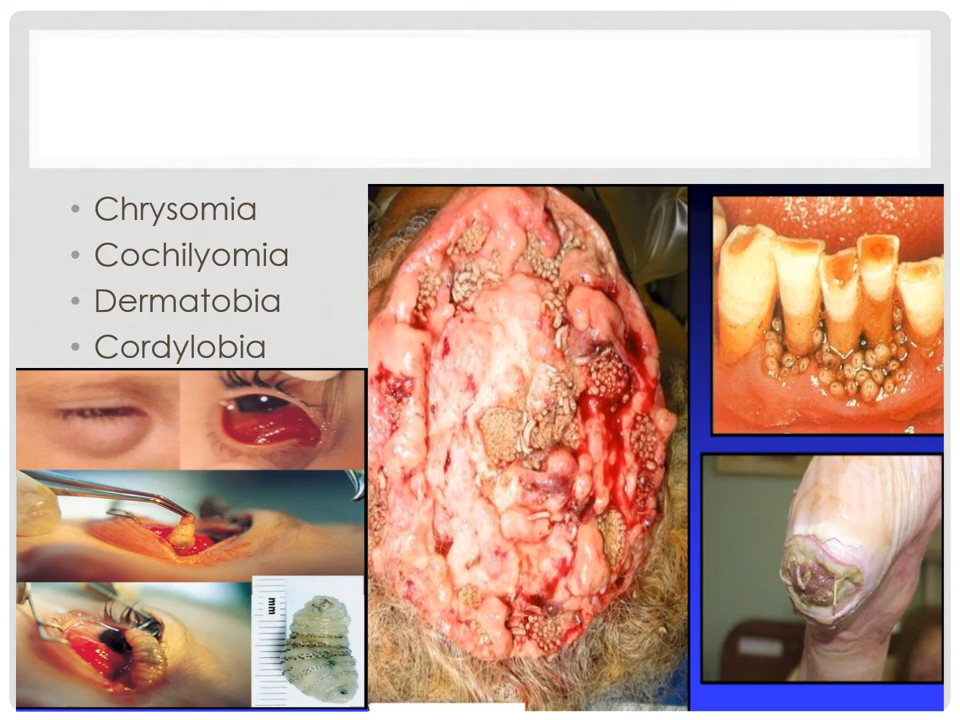 • Chrysomia
• Cochilyomia
• Dermatobia
• Cordylobia
mm